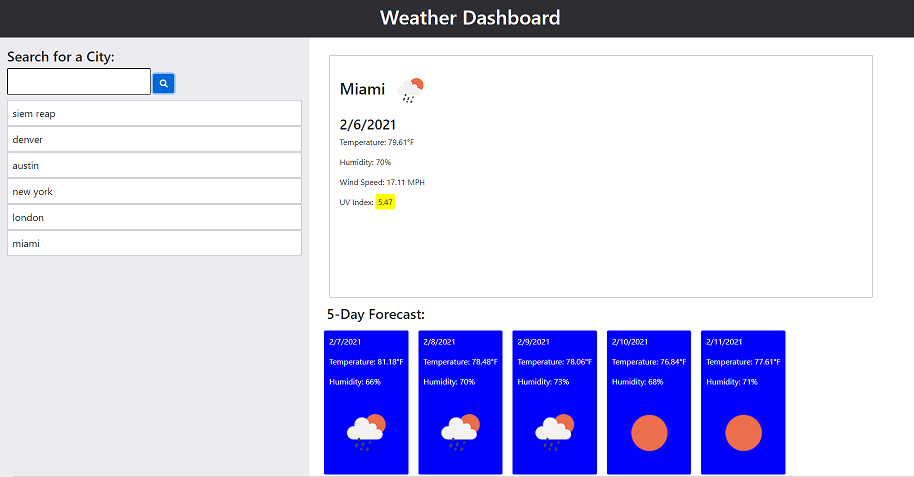 Weather Dashboard
Search for a City:
siem reap
denver
austin
new york
london
miami
Miami
2/6/2021
Temperature: 79.61°F
Humidity: 70%
Wind Speed: 17.11 MPH
UV Index: 5.47
5-Day Forecast:
2/7/2021
Temperature: 81.18°F
Humidity: 66%
2/8/2021
Temperature: 78.48°F
Humidity: 70%
2/9/2021
Temperature: 78.06°F
Humidity: 73%
2/10/2021
Temperature: 76.84°F
Humidity: 68%
2/11/2021
Temperature: 77.61°F
Humidity: 71%